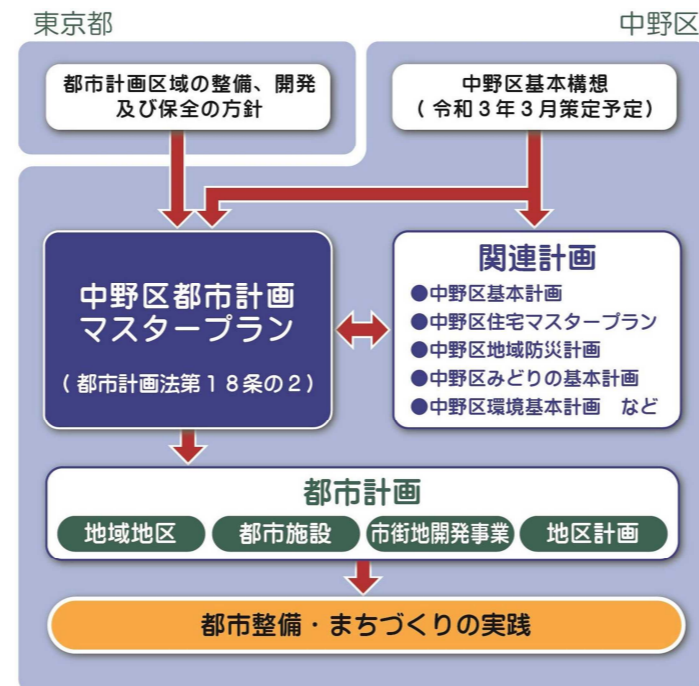 東京都
中野区
都市計画区域の整備、開発
及び保全の方針
中野区基本構想
(令和3年3月策定予定)
中野区都市計画
マスタープラン
(都市計画法第18条の2)
関連計画
●中野区基本計画
●中野区住宅マスタープラン
●中野区地域防災計画
●中野区みどりの基本計画
●中野区環境基本計画 など
都市計画
地域地区
都市施設
市街地開発事業
地区計画
都市整備・まちづくりの実践